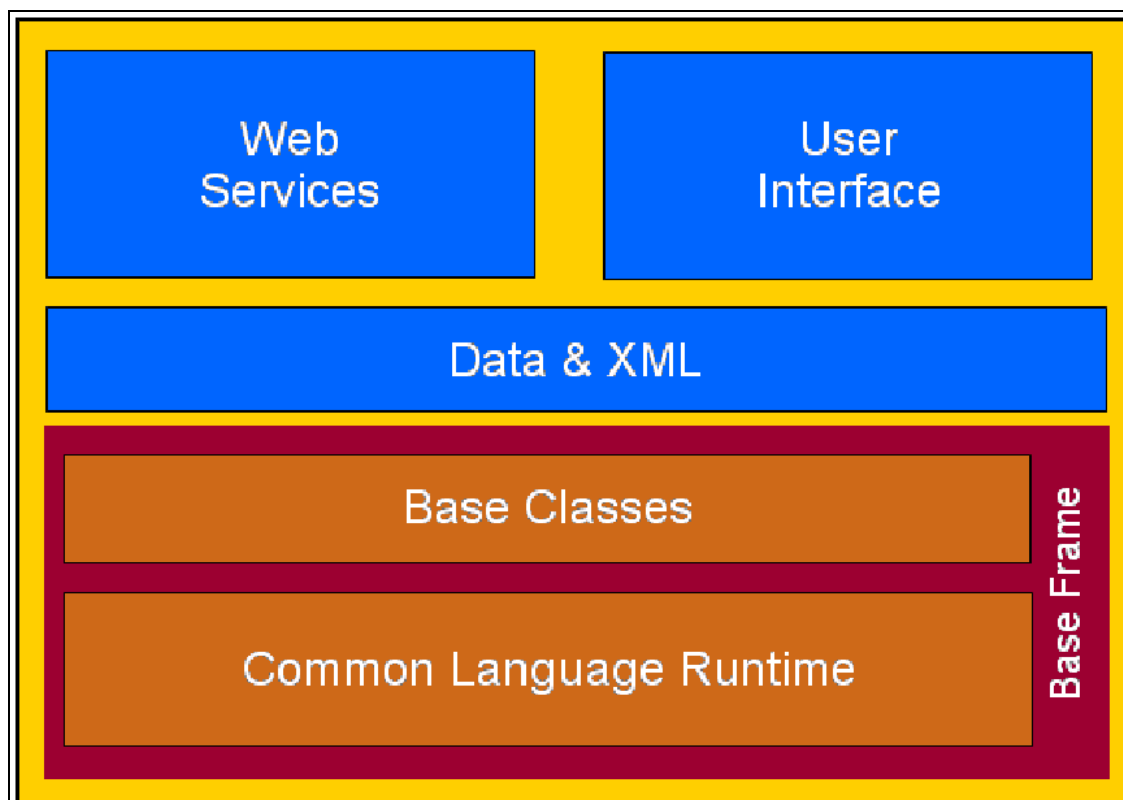 Web
Services
User
Interface
Data & XML
Base Classes
Common Language Runtime
Base Frame